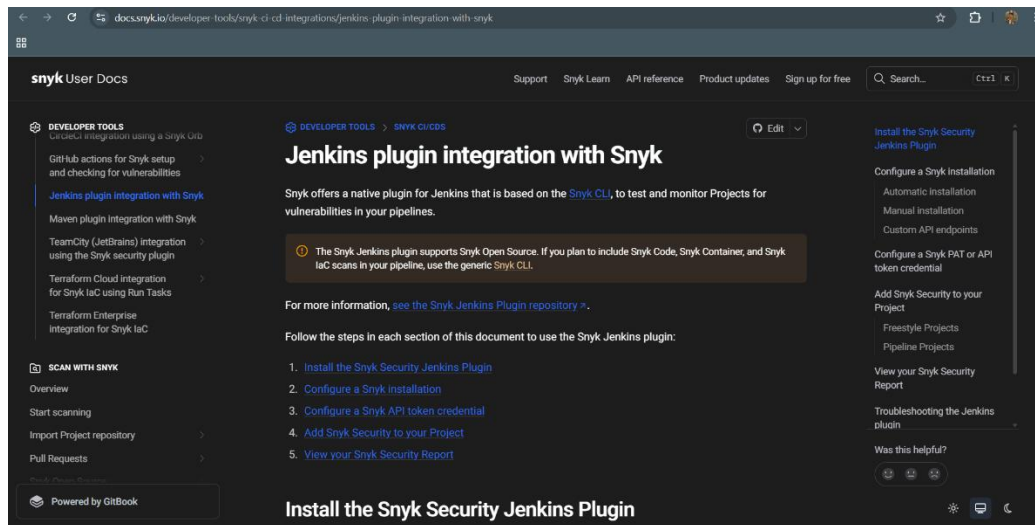 docs.snyk.io/developer-tools/snyk-ci-cd-integrations/jenkins-plugin-integration-with-snyk
snyk User Docs
Support
Snyk Learn
API reference
Product updates
Sign up for free
Search...
Ctrl K
DEVELOPER TOOLS
CircleCI integration using a Snyk Orb
GitHub actions for Snyk setup
and checking for vulnerabilities
Jenkins plugin integration with Snyk
Maven plugin integration with Snyk
TeamCity (JetBrains) integration
using the Snyk security plugin
Terraform Cloud integration
for Snyk IaC using Run Tasks
Terraform Enterprise
integration for Snyk IaC
SCAN WITH SNYK
Overview
Start scanning
Import Project repository
Pull Requests
Powered by GitBook
DEVELOPER TOOLS > SNYK CI/CDS
Edit
Jenkins plugin integration with Snyk
Snyk offers a native plugin for Jenkins that is based on the Snyk CLI, to test and monitor Projects for
vulnerabilities in your pipelines.
The Snyk Jenkins plugin supports Snyk Open Source. If you plan to include Snyk Code, Snyk Container, and Snyk
IaC scans in your pipeline, use the generic Snyk CLI.
For more information, see the Snyk Jenkins Plugin repository ↗.
Follow the steps in each section of this document to use the Snyk Jenkins plugin:
1. Install the Snyk Security Jenkins Plugin
2. Configure a Snyk installation
3. Configure a Snyk API token credential
4. Add Snyk Security to your Project
5. View your Snyk Security Report
Install the Snyk Security Jenkins Plugin
Install the Snyk Security
Jenkins Plugin
Configure a Snyk installation
Automatic installation
Manual installation
Custom API endpoints
Configure a Snyk PAT or API
token credential
Add Snyk Security to your
Project
Freestyle Projects
Pipeline Projects
View your Snyk Security
Report
Troubleshooting the Jenkins
plugin
Was this helpful?